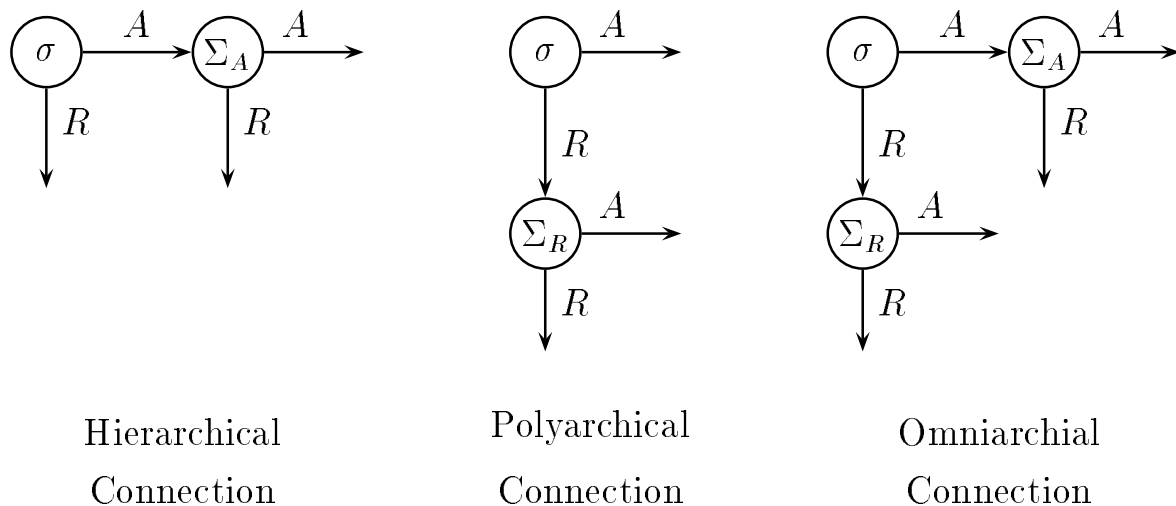 σ A Σ_A A
R R
σ A
R
Σ_R A
R
σ A Σ_A A
R R
Σ_R A
R
Hierarchical
Connection
Polyarchical
Connection
Omniarchial
Connection